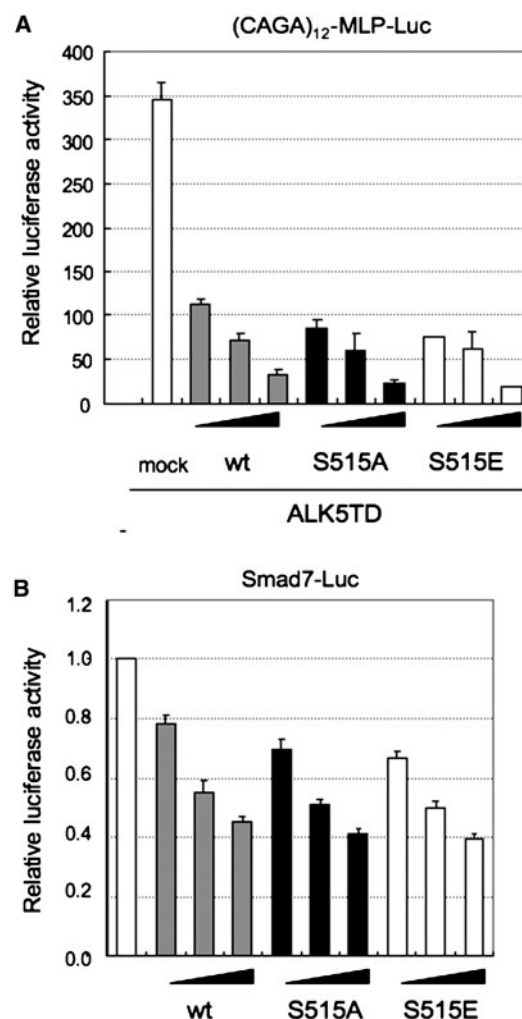 A
(CAGA)12-MLP-Luc
Relative luciferase activity
400
350
300
250
200
150
100
50
0
mock
wt
S515A
S515E
ALK5TD
-
B
Smad7-Luc
Relative luciferase activity
1.2
1.0
0.8
0.6
0.4
0.2
0.0
wt
S515A
S515E